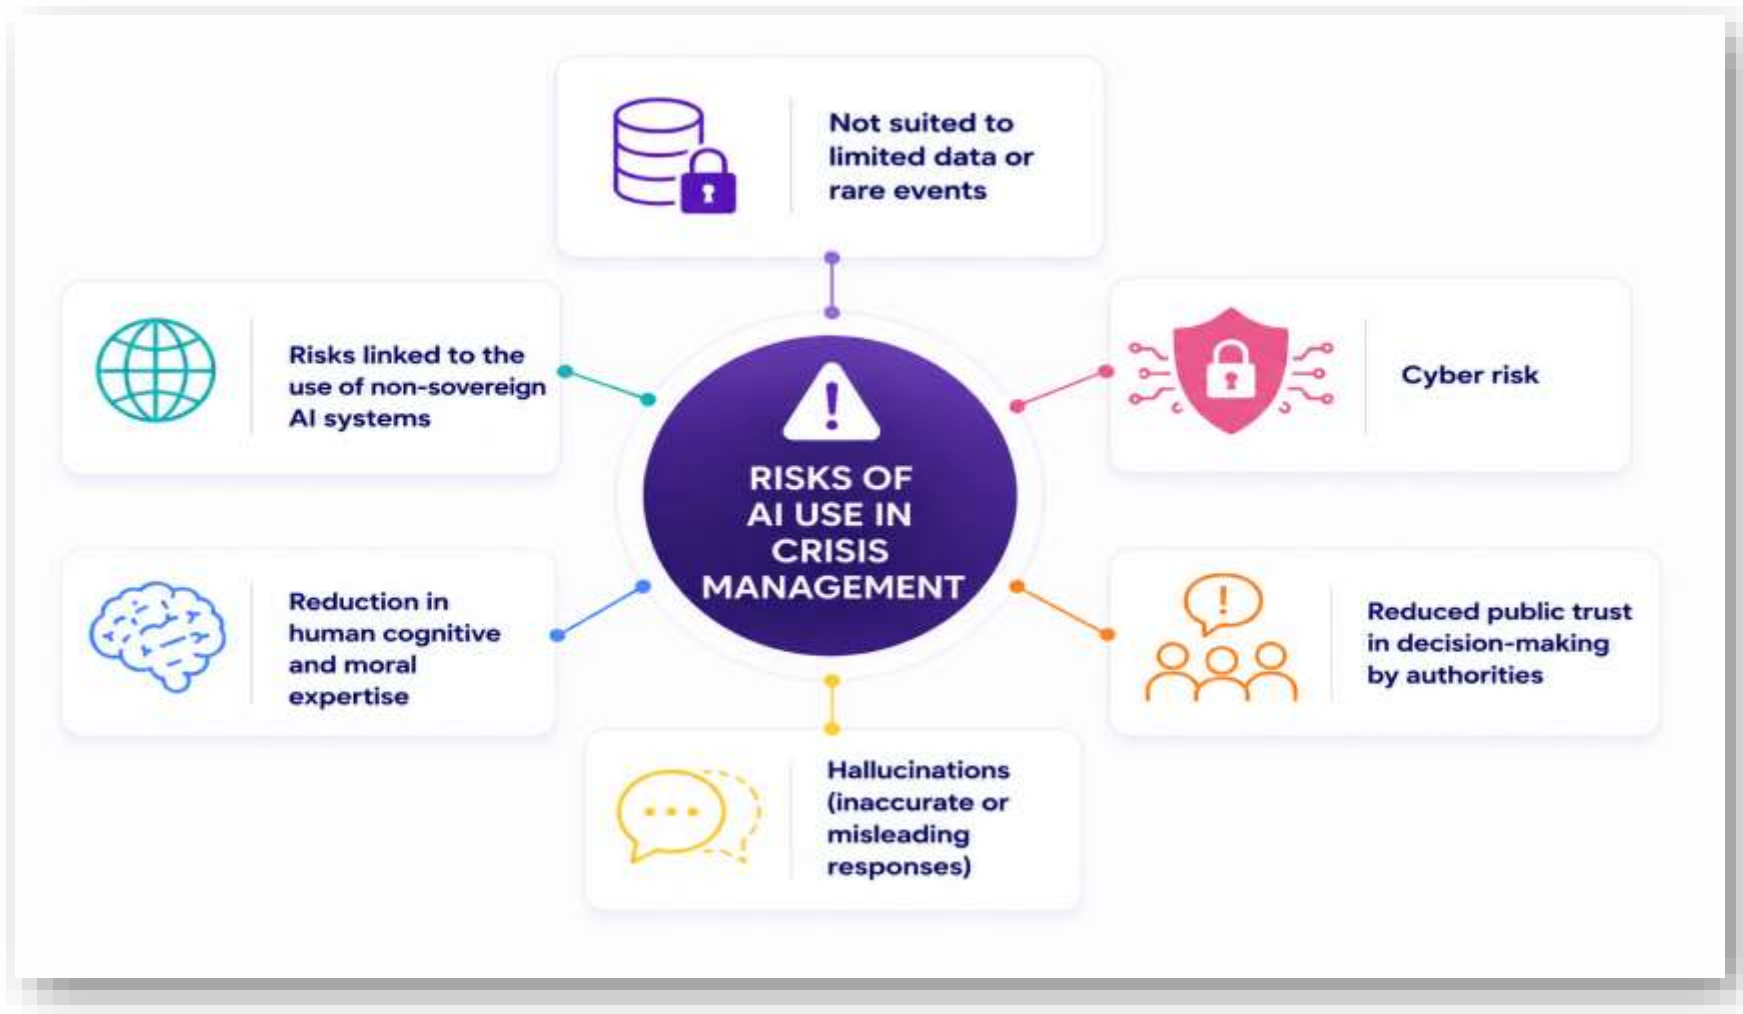 Not suited to
limited data or
rare events
Risks linked to the
use of non-sovereign
AI systems
Cyber risk
RISKS OF
AI USE IN
CRISIS
MANAGEMENT
Reduction in
human cognitive
and moral
expertise
Reduced public trust
in decision-making
by authorities
Hallucinations
(inaccurate or
misleading
responses)